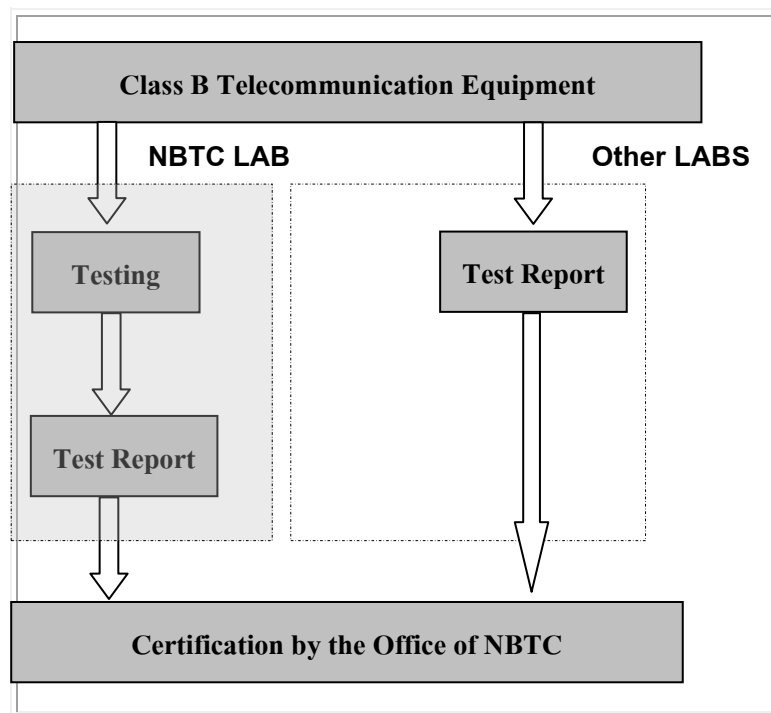 Class B Telecommunication Equipment
NBTC LAB
Other LABS
Testing
Test Report
Test Report
Certification by the Office of NBTC